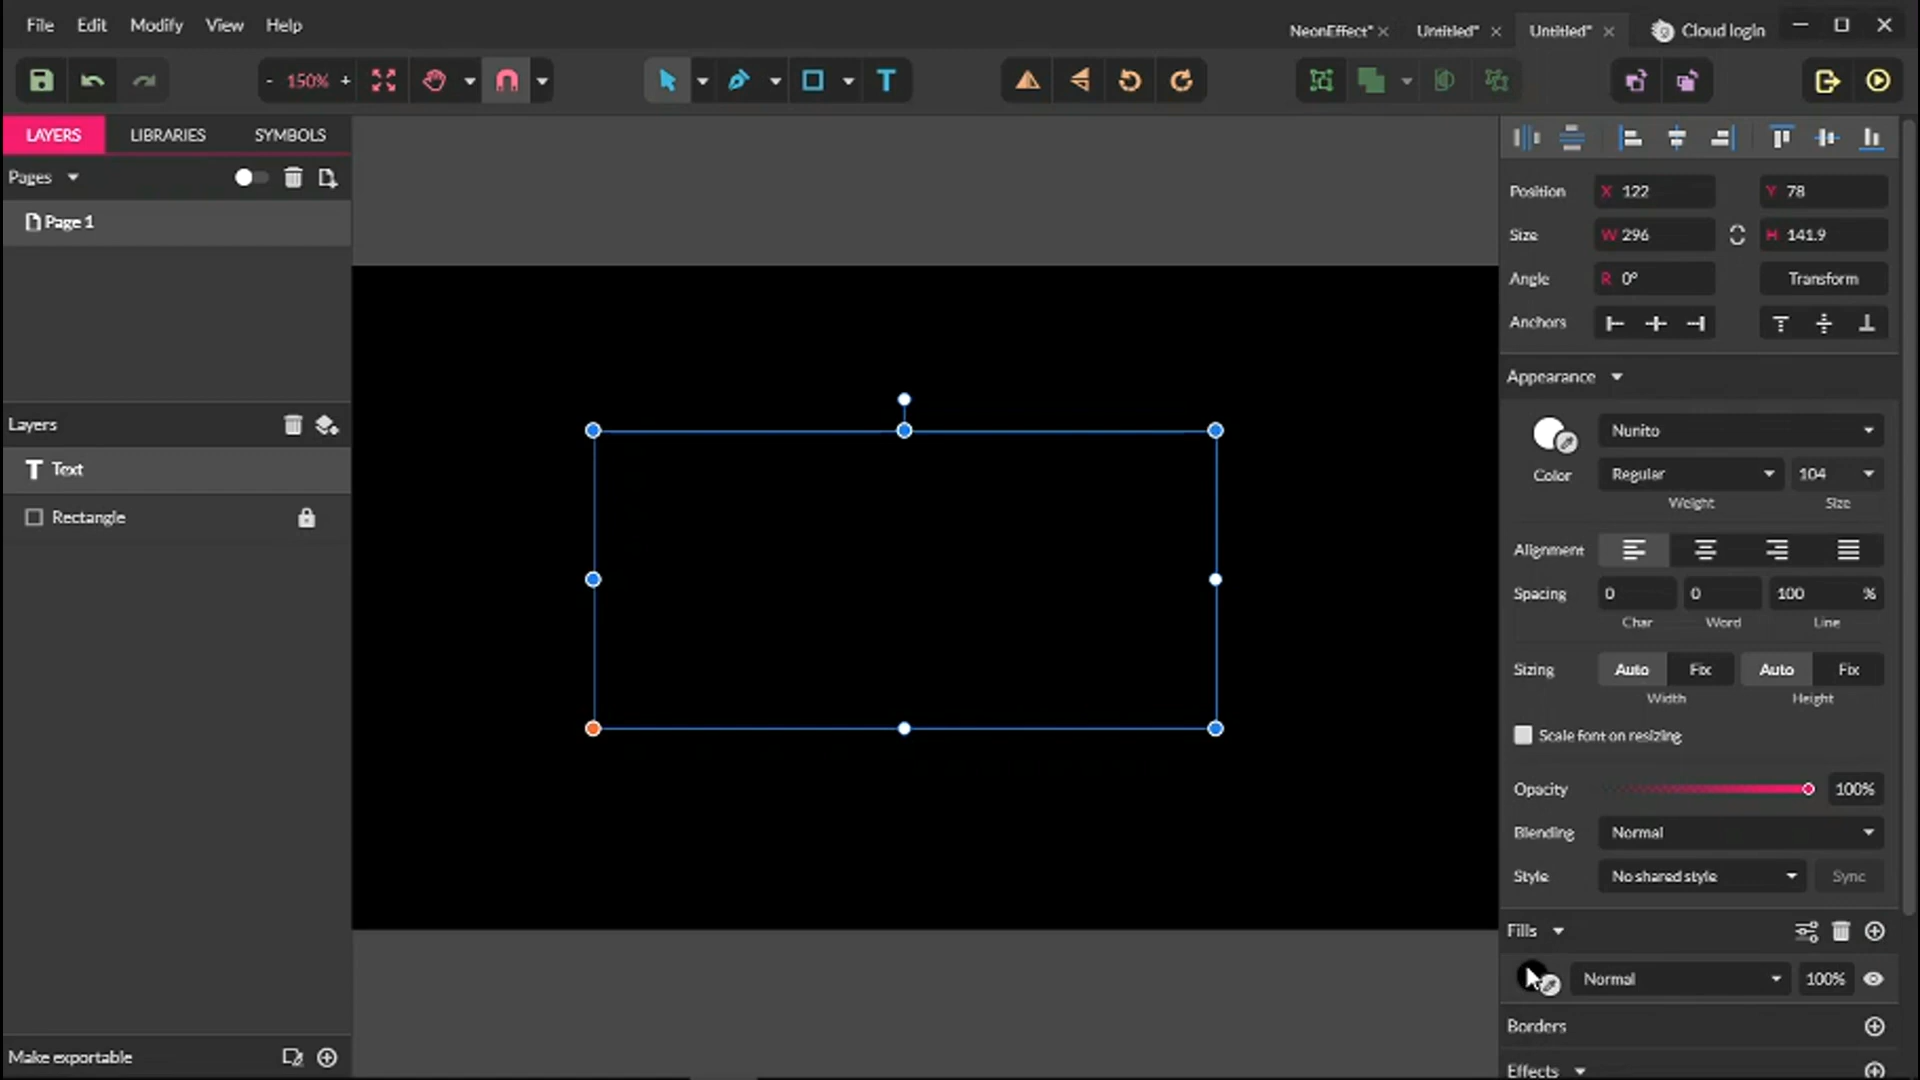 File Edit Modify View Help
NeonEffect* Untitled* Untitled* Cloud login
- 150% +
T
LAYERS LIBRARIES SYMBOLS
Pages
Page 1
Layers
T Text
Rectangle
Make exportable
Position X 122 Y 78
Size W 296 H 141.9
Angle R 0° Transform
Anchors
Appearance
Nunito
Color Regular 104
Weight Size
Alignment
Spacing 0 0 100 %
Char Word Line
Sizing Auto Fix Auto Fix
Width Height
Scale font on resizing
Opacity 100%
Blending Normal
Style No shared style Sync
Fills
Normal 100%
Borders
Effects